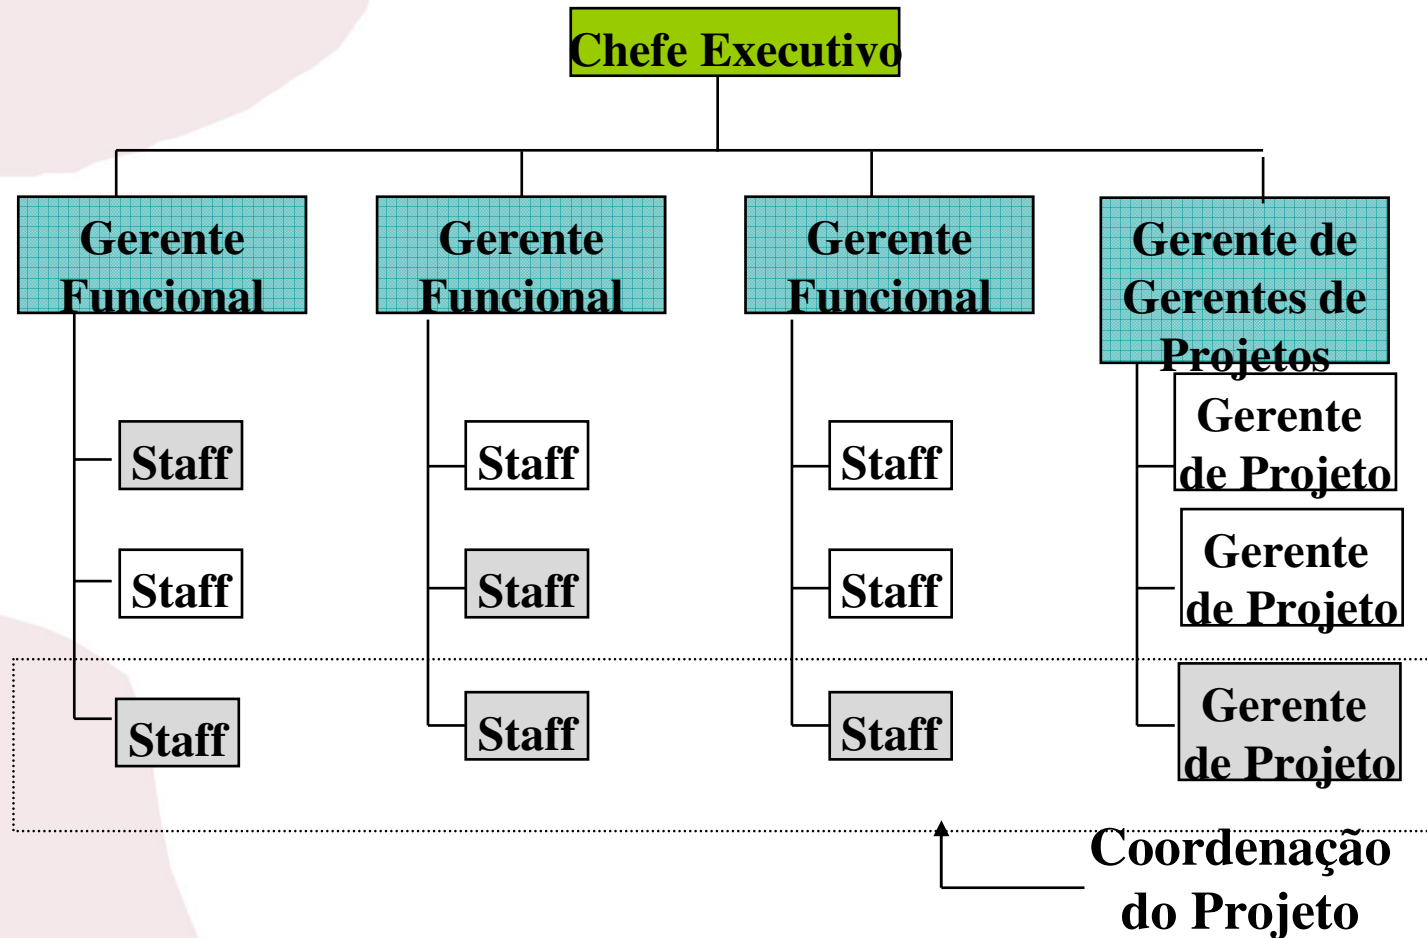 Chefe Executivo
Gerente
Funcional
Gerente
Funcional
Gerente
Funcional
Gerente de
Gerentes de
Projetos
Staff
Staff
Staff
Gerente
de Projeto
Staff
Staff
Staff
Gerente
de Projeto
Staff
Staff
Staff
Gerente
de Projeto
Coordenação
do Projeto